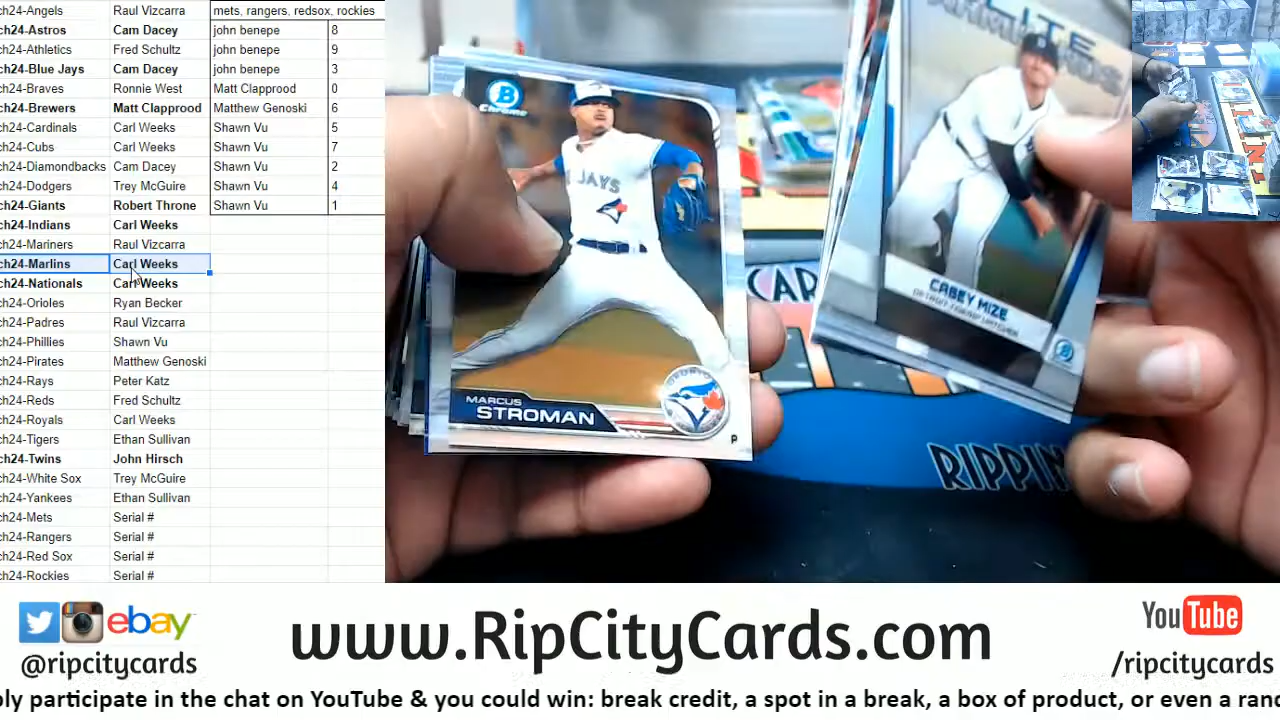 ch24-Angels Raul Vizcarra mets, rangers, redsox, rockies
ch24-Astros Cam Dacey john benepe 8
ch24-Athletics Fred Schultz john benepe 9
ch24-Blue Jays Cam Dacey john benepe 3
ch24-Braves Ronnie West Matt Clapprood 0
ch24-Brewers Matt Clapprood Matthew Genoski 6
ch24-Cardinals Carl Weeks Shawn Vu 5
ch24-Cubs Carl Weeks Shawn Vu 7
ch24-Diamondbacks Cam Dacey Shawn Vu 2
ch24-Dodgers Trey McGuire Shawn Vu 4
ch24-Giants Robert Throne Shawn Vu 1
ch24-Indians Carl Weeks
ch24-Mariners Raul Vizcarra
ch24-Marlins Carl Weeks
ch24-Nationals Carl Weeks
ch24-Orioles Ryan Becker
ch24-Padres Raul Vizcarra
ch24-Phillies Shawn Vu
ch24-Pirates Matthew Genoski
ch24-Rays Peter Katz
ch24-Reds Fred Schultz
ch24-Royals Carl Weeks
ch24-Tigers Ethan Sullivan
ch24-Twins John Hirsch
ch24-White Sox Trey McGuire
ch24-Yankees Ethan Sullivan
ch24-Mets Serial #
ch24-Rangers Serial #
ch24-Red Sox Serial #
ch24-Rockies Serial #
B
Chrome
JAYS
MARCUS
STROMAN
P
CASEY MIZE
B
CAR
RIPPIN
ebay
@ripcitycards
www.RipCityCards.com
YouTube
/ripcitycards
ply participate in the chat on YouTube & you could win: break credit, a spot in a break, a box of product, or even a ran